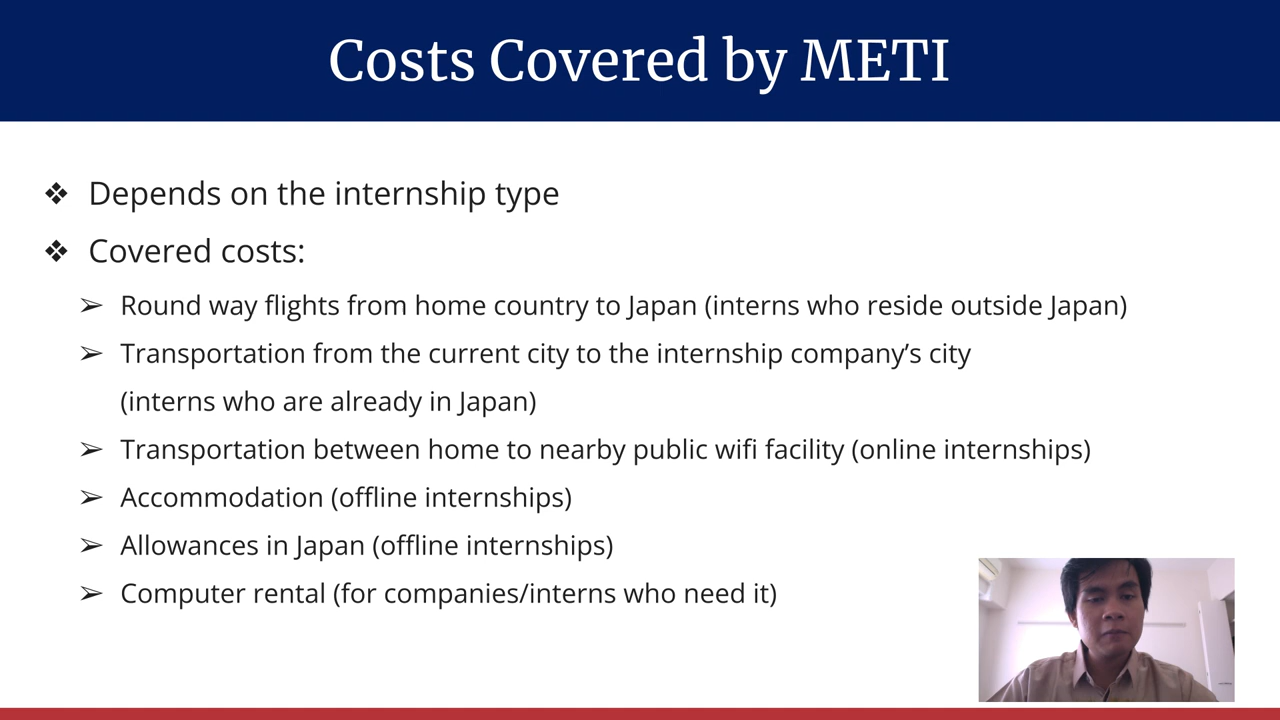 Costs Covered by METI
❖ Depends on the internship type
❖ Covered costs:
➢ Round way flights from home country to Japan (interns who reside outside Japan)
➢ Transportation from the current city to the internship company’s city
(interns who are already in Japan)
➢ Transportation between home to nearby public wifi facility (online internships)
➢ Accommodation (offline internships)
➢ Allowances in Japan (offline internships)
➢ Computer rental (for companies/interns who need it)